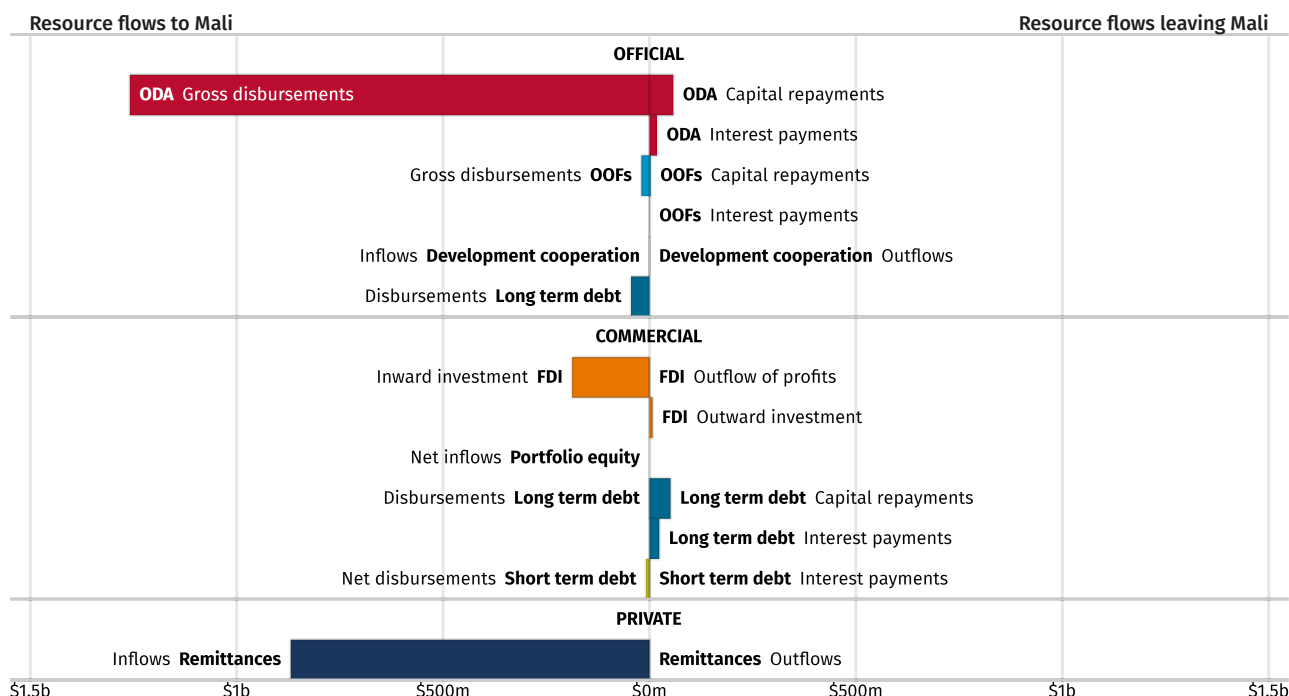 Resource flows to Mali Resource flows leaving Mali
OFFICIAL
ODA Gross disbursements ODA Capital repayments
ODA Interest payments
Gross disbursements OOFs OOFs Capital repayments
OOFs Interest payments
Inflows Development cooperation Development cooperation Outflows
Disbursements Long term debt
COMMERCIAL
Inward investment FDI FDI Outflow of profits
FDI Outward investment
Net inflows Portfolio equity
Disbursements Long term debt Long term debt Capital repayments
Long term debt Interest payments
Net disbursements Short term debt Short term debt Interest payments
PRIVATE
Inflows Remittances Remittances Outflows
$1.5b $1b $500m $0m $500m $1b $1.5b